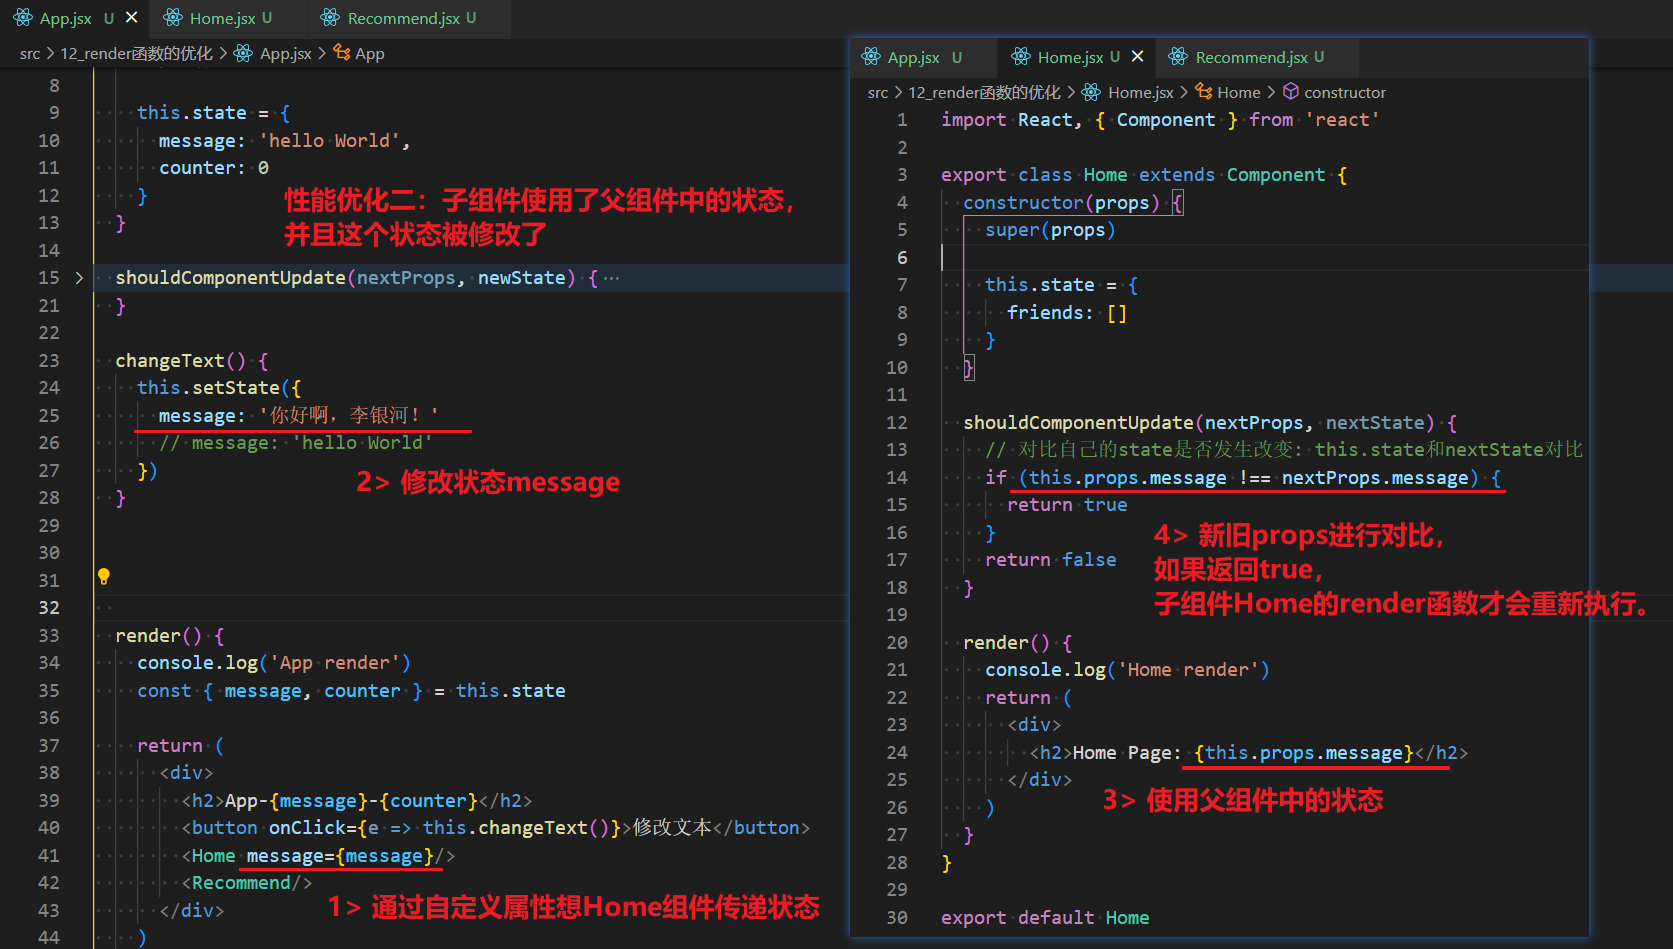 App.jsx U
Home.jsx U
Recommend.jsx U
src > 12_render函数的优化 > App.jsx > App
8
9 this.state = {
10 message: 'hello World',
11 counter: 0
12 }
13 }
14
性能优化二：子组件使用了父组件中的状态，
并且这个状态被修改了
15 shouldComponentUpdate(nextProps, newState) { ...
21 }
22
23 changeText() {
24 this.setState({
25 message: '你好啊，李银河！'
26 // message: 'hello World'
27 })
28 }
2> 修改状态message
29
30
31
32
33 render() {
34 console.log('App render')
35 const { message, counter } = this.state
36
37 return (
38 <div>
39 <h2>App-{message}-{counter}</h2>
40 <button onClick={e => this.changeText()}>修改文本</button>
41 <Home message={message}/>
42 <Recommend/>
43 </div>
44 )
1> 通过自定义属性想Home组件传递状态
App.jsx U
Home.jsx U
Recommend.jsx U
src > 12_render函数的优化 > Home.jsx > Home > constructor
1 import React, { Component } from 'react'
2
3 export class Home extends Component {
4 constructor(props) {
5 super(props)
6
7 this.state = {
8 friends: []
9 }
10 }
11
12 shouldComponentUpdate(nextProps, nextState) {
13 // 对比自己的state是否发生改变: this.state和nextState对比
14 if (this.props.message !== nextProps.message) {
15 return true
16 }
17 return false
18 }
4> 新旧props进行对比，
如果返回true，
子组件Home的render函数才会重新执行。
19
20 render() {
21 console.log('Home render')
22 return (
23 <div>
24 <h2>Home Page: {this.props.message}</h2>
25 </div>
26 )
27 }
28 }
3> 使用父组件中的状态
29
30 export default Home